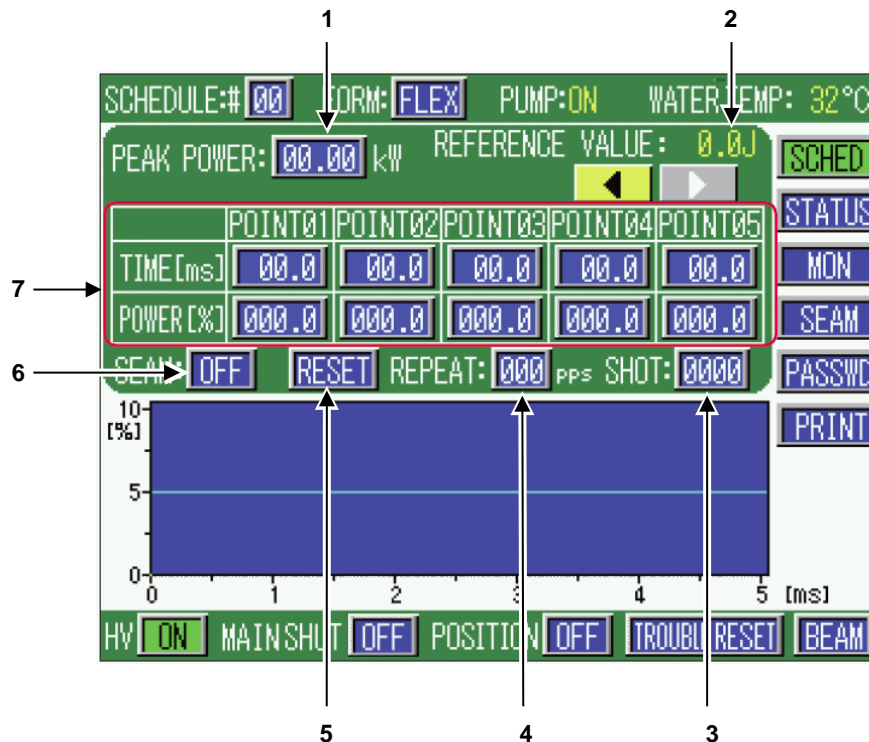 1 2
SCHEDULE:# 00 FORM: FLEX PUMP:ON WATER TEMP: 32°C
PEAK POWER: 00.00 kW REFERENCE VALUE: 0.0J
SCHED
POINT01 POINT02 POINT03 POINT04 POINT05
STATUS
TIME[ms] 00.0 00.0 00.0 00.0 00.0
MON
7
POWER[%] 000.0 000.0 000.0 000.0 000.0
SEAM
6
SEAM: OFF RESET REPEAT: 000 pps SHOT: 0000
PASSWD
PRINT
10
[%]
5
0
0 1 2 3 4 5 [ms]
HV ON MAIN SHUT OFF POSITION OFF TROUBLE RESET BEAM
5 4 3